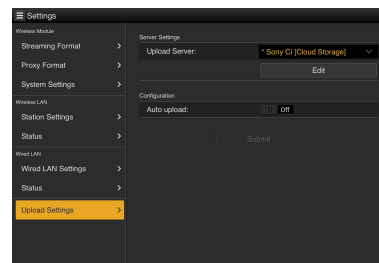 Settings
Wireless Module
Streaming Format
Proxy Format
System Settings
Wireless LAN
Station Settings
Status
Wired LAN
Wired LAN Settings
Status
Upload Settings
Server Settings
Upload Server:
* Sony Ci [Cloud Storage]
Edit
Configuration
Auto upload:
Off
Submit